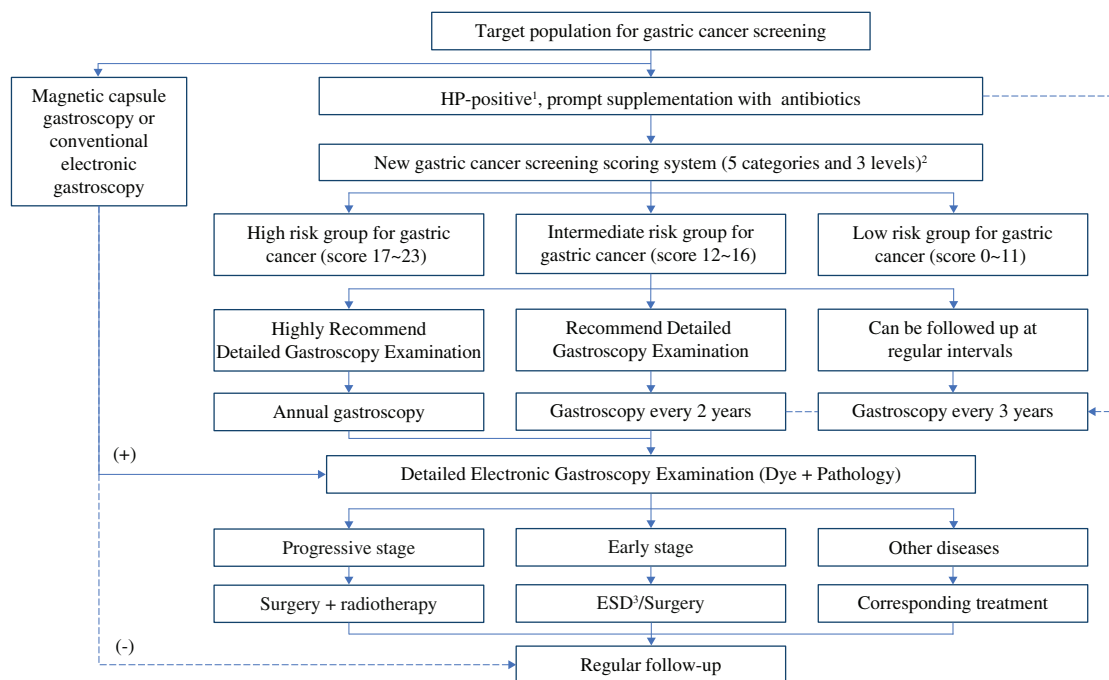 Target population for gastric cancer screening
Magnetic capsule
gastroscopy or
conventional
electronic
gastroscopy
HP-positive¹, prompt supplementation with antibiotics
New gastric cancer screening scoring system (5 categories and 3 levels)²
High risk group for gastric
cancer (score 17~23)
Intermediate risk group for
gastric cancer (score 12~16)
Low risk group for gastric
cancer (score 0~11)
Highly Recommend
Detailed Gastroscopy Examination
Recommend Detailed
Gastroscopy Examination
Can be followed up at
regular intervals
Annual gastroscopy
Gastroscopy every 2 years
Gastroscopy every 3 years
(+)
Detailed Electronic Gastroscopy Examination (Dye + Pathology)
Progressive stage
Early stage
Other diseases
Surgery + radiotherapy
ESD³/Surgery
Corresponding treatment
(-)
Regular follow-up